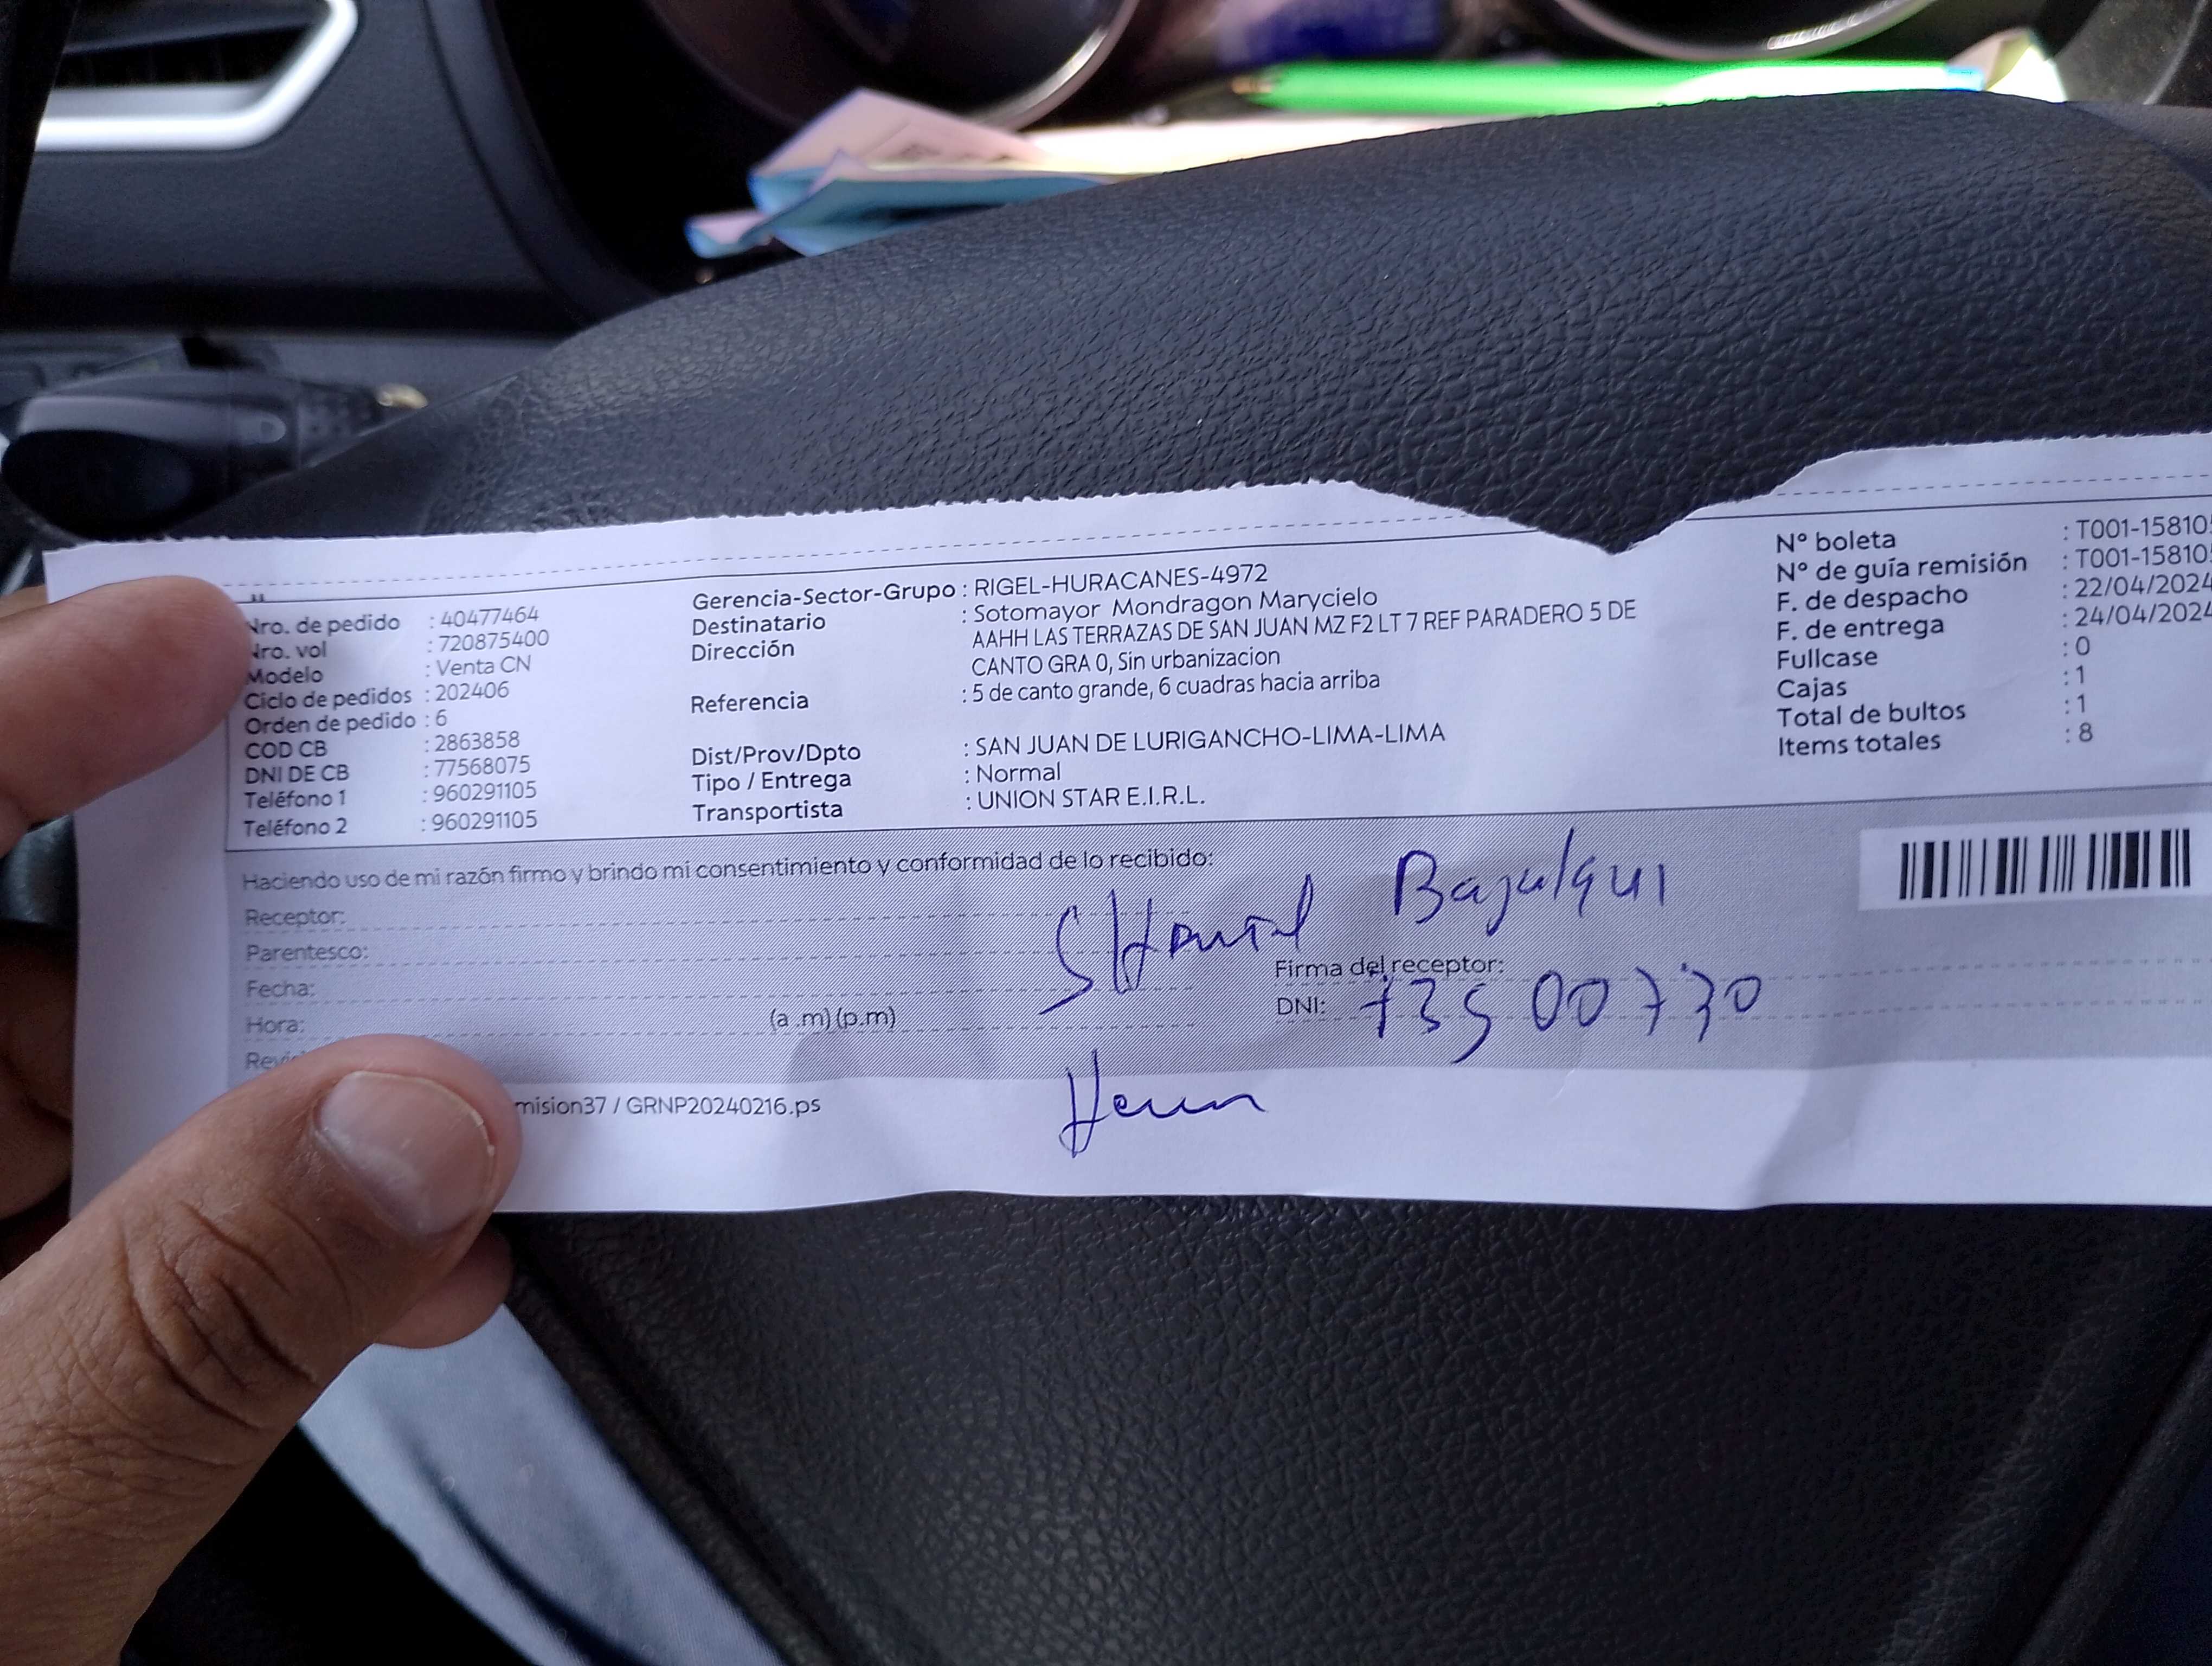 Nro. de pedido : 40477464
Nro. vol : 720875400
Modelo : Venta CN
Ciclo de pedidos : 202406
Orden de pedido : 6
COD CB : 2863858
DNI DE CB : 77568075
Teléfono 1 : 960291105
Teléfono 2 : 960291105
Gerencia-Sector-Grupo : RIGEL-HURACANES-4972
Destinatario : Sotomayor Mondragon Marycielo
Dirección AAHH LAS TERRAZAS DE SAN JUAN MZ F2 LT 7 REF PARADERO 5 DE
CANTO GRA 0, Sin urbanizacion
Referencia : 5 de canto grande, 6 cuadras hacia arriba
Dist/Prov/Dpto : SAN JUAN DE LURIGANCHO-LIMA-LIMA
Tipo / Entrega : Normal
Transportista : UNION STAR E.I.R.L.
N° boleta : T001-15810
N° de guía remisión : T001-15810
F. de despacho : 22/04/2024
F. de entrega : 24/04/2024
Fullcase : 0
Cajas : 1
Total de bultos : 1
Items totales : 8
Haciendo uso de mi razón firmo y brindo mi consentimiento y conformidad de lo recibido:
Receptor:
Parentesco:
Fecha:
Hora: (a .m) (p.m)
Firma del receptor:
DNI: 73500730
mision37 / GRNP20240216.ps